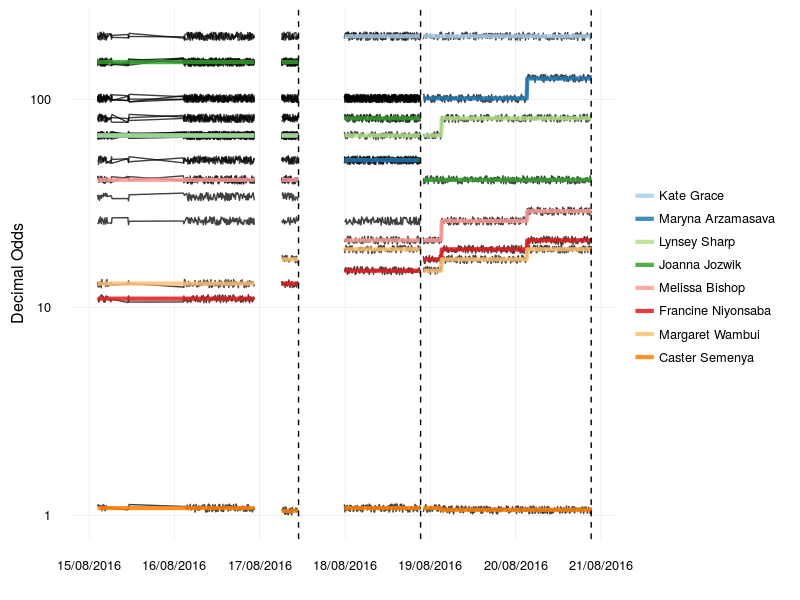 Decimal Odds
100
10
1
15/08/2016
16/08/2016
17/08/2016
18/08/2016
19/08/2016
20/08/2016
21/08/2016
Kate Grace
Maryna Arzamasava
Lynsey Sharp
Joanna Jozwik
Melissa Bishop
Francine Niyonsaba
Margaret Wambui
Caster Semenya